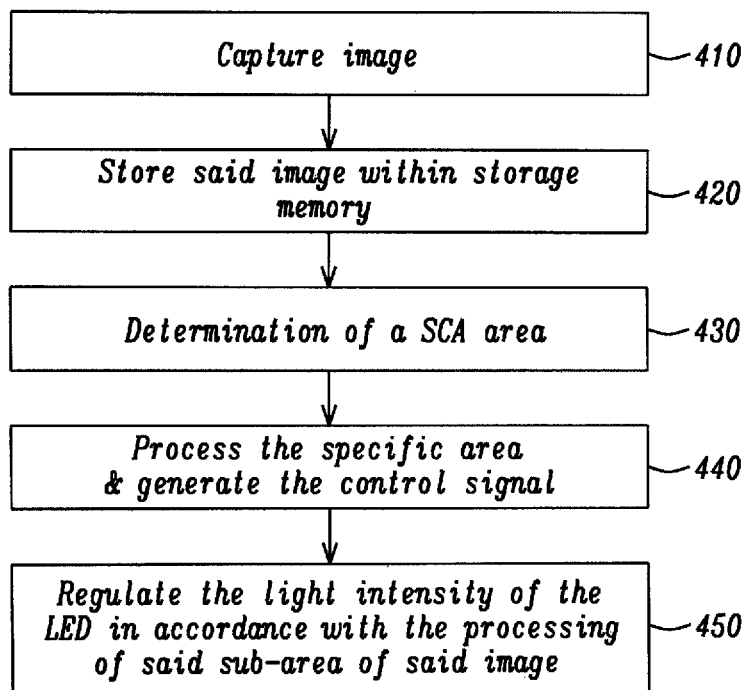 Capture image
410
Store said image within storage
memory
420
Determination of a SCA area
430
Process the specific area
& generate the control signal
440
Regulate the light intensity of the
LED in accordance with the processing
of said sub-area of said image
450